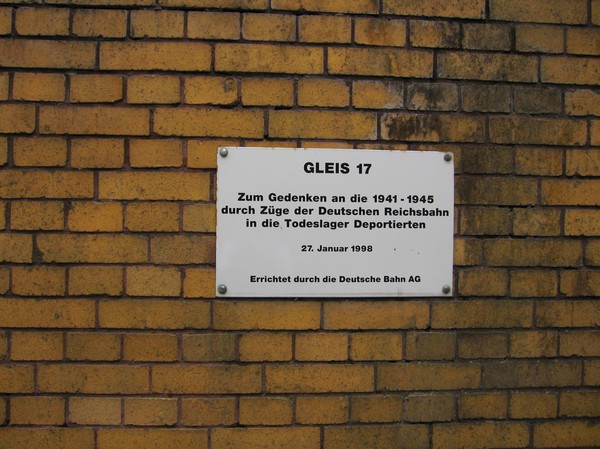 GLEIS 17
Zum Gedenken an die 1941 - 1945
durch Züge der Deutschen Reichsbahn
in die Todeslager Deportierten
27. Januar 1998
Errichtet durch die Deutsche Bahn AG